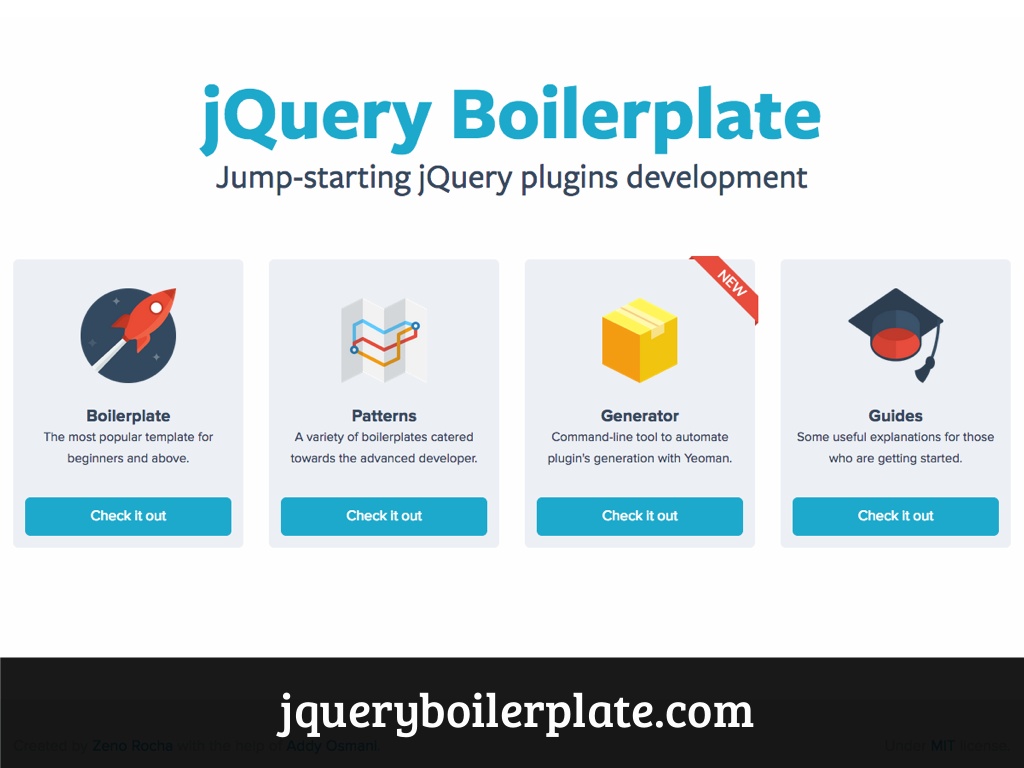 jQuery Boilerplate
Jump-starting jQuery plugins development
NEW
Boilerplate
The most popular template for
beginners and above.
Check it out
Patterns
A variety of boilerplates catered
towards the advanced developer.
Check it out
Generator
Command-line tool to automate
plugin's generation with Yeoman.
Check it out
Guides
Some useful explanations for those
who are getting started.
Check it out
jqueryboilerplate.com
Created by Zeno Rocha with the help of Addy Osmani.
Under MIT license.